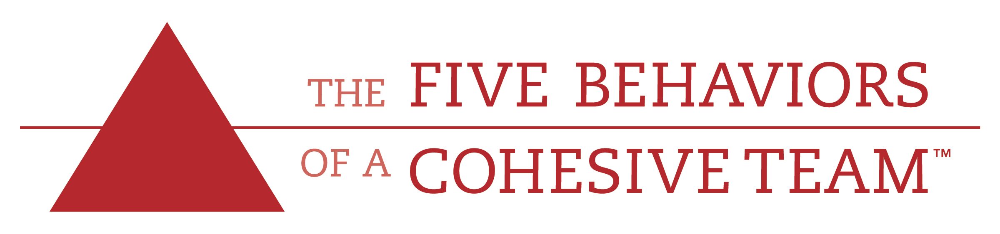 THE FIVE BEHAVIORS
OF A COHESIVE TEAM™